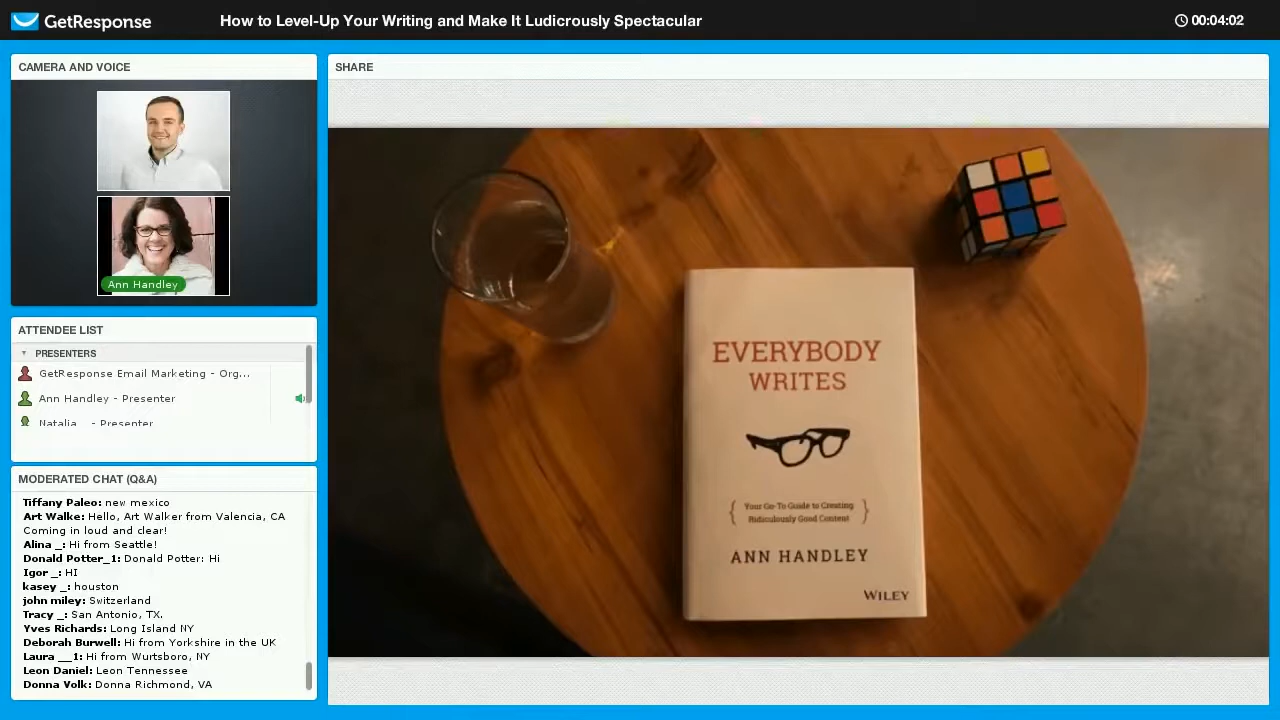 GetResponse
How to Level-Up Your Writing and Make It Ludicrously Spectacular
00:04:02
CAMERA AND VOICE
Ann Handley
ATTENDEE LIST
PRESENTERS
GetResponse Email Marketing - Org...
Ann Handley - Presenter
Natalia _ - Presenter
MODERATED CHAT (Q&A)
Tiffany Paleo: new mexico
Art Walke: Hello, Art Walker from Valencia, CA
Coming in loud and clear!
Alina _: Hi from Seattle!
Donald Potter_1: Donald Potter: Hi
Igor _: HI
kasey _: houston
john miley: Switzerland
Tracy _: San Antonio, TX.
Yves Richards: Long Island NY
Deborah Burwell: Hi from Yorkshire in the UK
Laura __1: Hi from Wurtsboro, NY
Leon Daniel: Leon Tennessee
Donna Volk: Donna Richmond, VA
SHARE
EVERYBODY
WRITES
{ Your Go-To Guide to Creating
Ridiculously Good Content }
ANN HANDLEY
WILEY